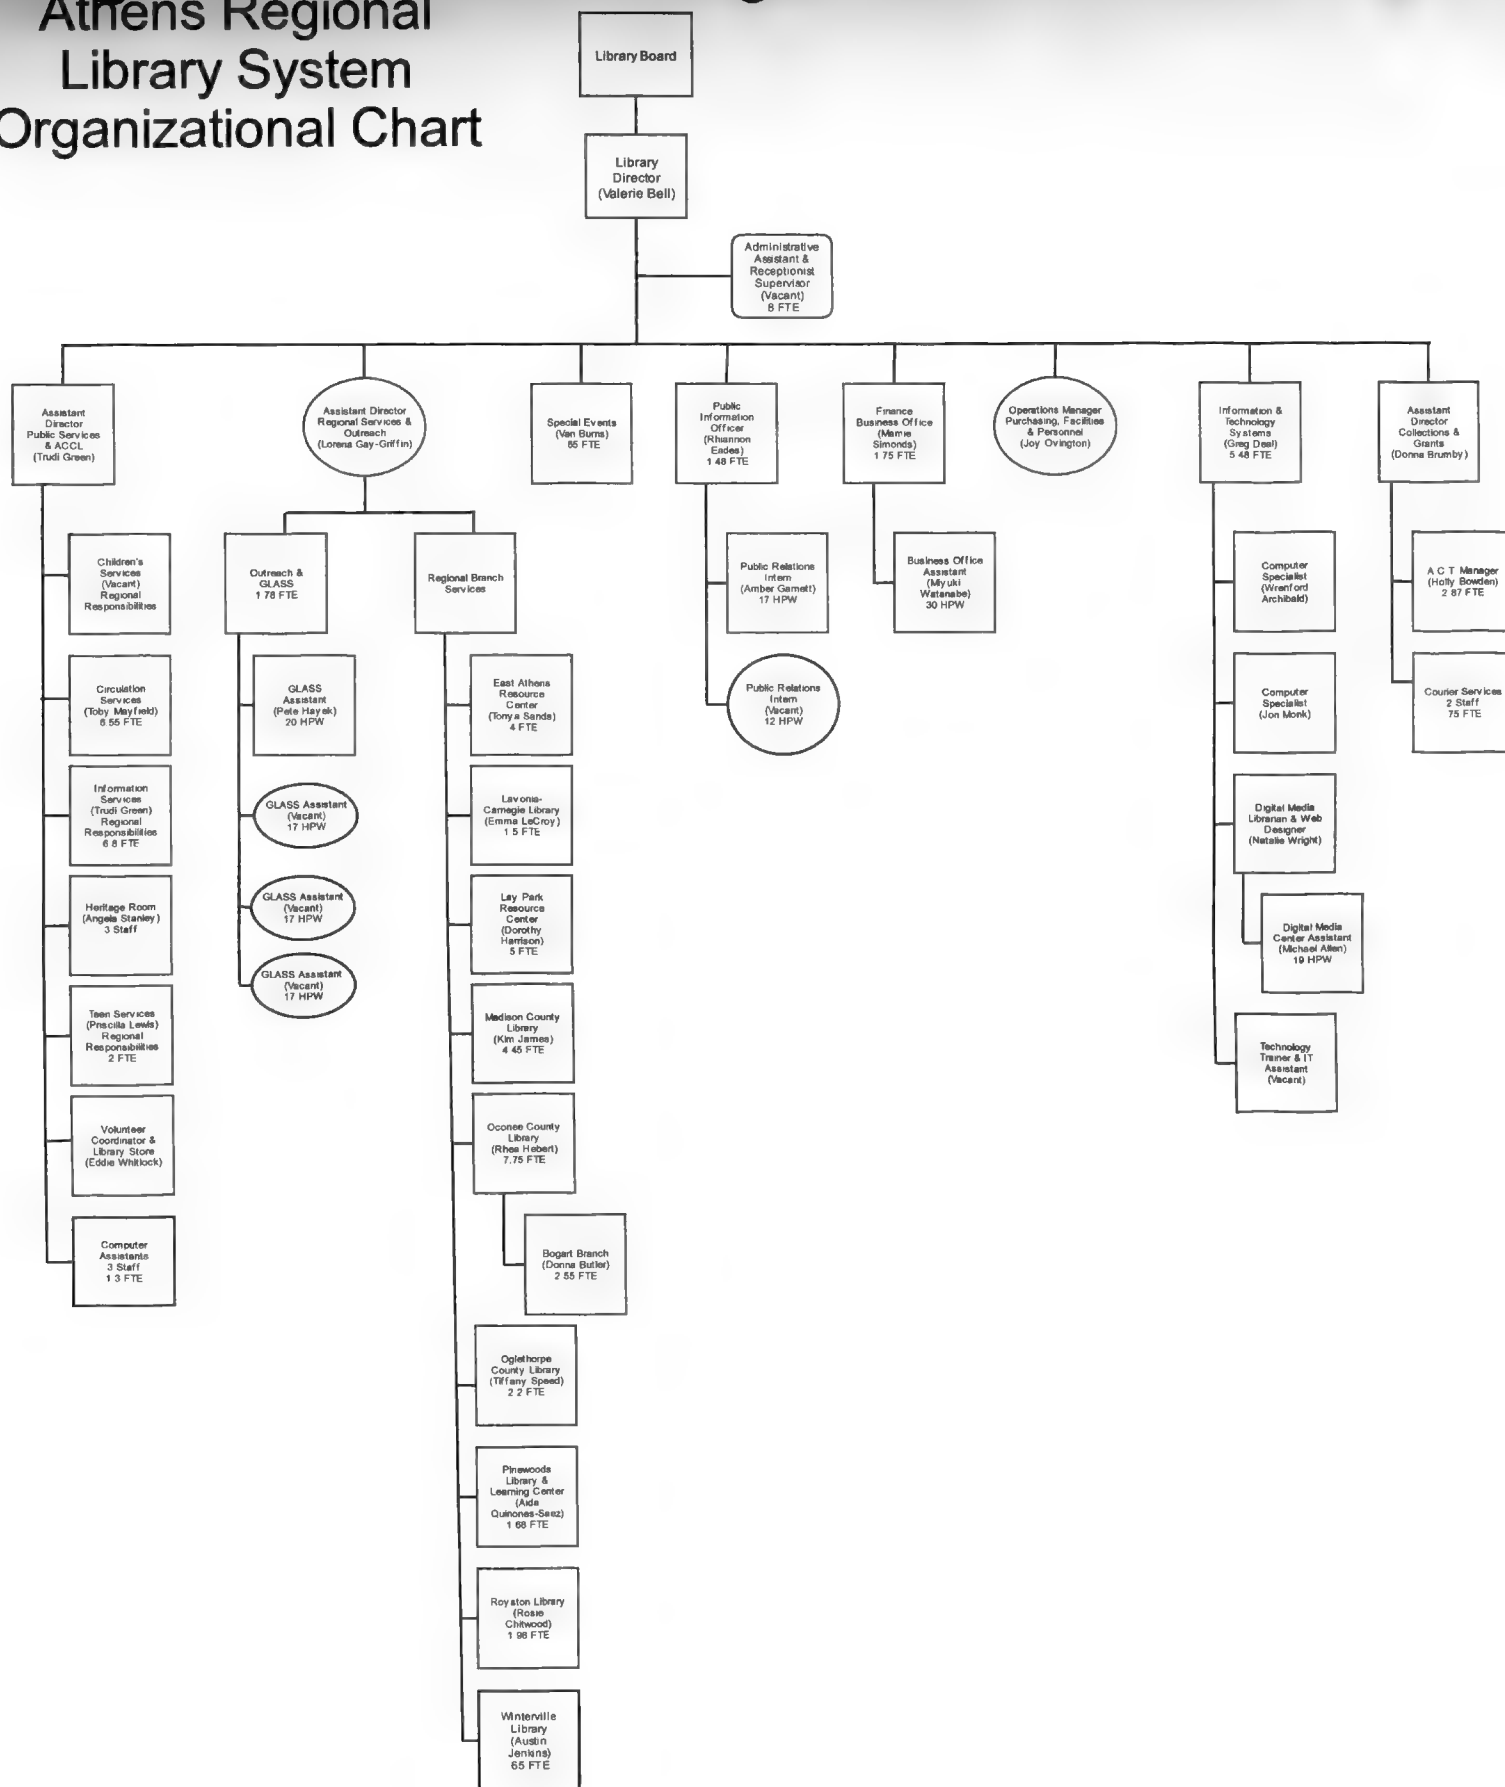 Athens Regional
Library System
Organizational Chart
Library Board
Library
Director
(Valerie Bell)
Administrative
Assistant &
Receptionist
Supervisor
(Vacant)
8 FTE
Assistant
Director
Public Services
& ACCL
(Trudi Green)
Assistant Director
Regional Services &
Outreach
(Lorena Gay-Griffin)
Special Events
(Van Burns)
55 FTE
Public
Information
Officer
(Rhiannon
Eades)
1 48 FTE
Finance
Business Office
(Mamie
Simonds)
1 75 FTE
Operations Manager
Purchasing, Facilities
& Personnel
(Joy Ovington)
Information &
Technology
Systems
(Greg Deal)
5 48 FTE
Assistant
Director
Collections &
Grants
(Donna Brumby)
Children's
Services
(Vacant)
Regional
Responsibilities
Circulation
Services
(Toby Mayfield)
6 55 FTE
Information
Services
(Trudi Green)
Regional
Responsibilities
6 8 FTE
Heritage Room
(Angela Stanley)
3 Staff
Teen Services
(Priscilla Lewis)
Regional
Responsibilities
2 FTE
Volunteer
Coordinator &
Library Store
(Eddie Whitlock)
Computer
Assistants
3 Staff
1 3 FTE
Outreach &
GLASS
1 78 FTE
GLASS
Assistant
(Pete Hayek)
20 HPW
GLASS Assistant
(Vacant)
17 HPW
GLASS Assistant
(Vacant)
17 HPW
GLASS Assistant
(Vacant)
17 HPW
Regional Branch
Services
East Athens
Resource
Center
(Tonya Sands)
4 FTE
Lavonia-
Carnegie Library
(Emma LeCroy)
1 5 FTE
Lay Park
Resource
Center
(Dorothy
Harrison)
5 FTE
Madison County
Library
(Kim James)
4 45 FTE
Oconee County
Library
(Rhea Hebert)
7.75 FTE
Bogart Branch
(Donna Butler)
2 55 FTE
Oglethorpe
County Library
(Tiffany Speed)
2 2 FTE
Pinewoods
Library &
Learning Center
(Aida
Quinones-Saez)
1 68 FTE
Royston Library
(Rosie
Chitwood)
1 98 FTE
Winterville
Library
(Austin
Jenkins)
65 FTE
Public Relations
Intern
(Amber Garnett)
17 HPW
Public Relations
Intern
(Vacant)
12 HPW
Business Office
Assistant
(Miyuki
Watanabe)
30 HPW
Computer
Specialist
(Wrenford
Archibald)
Computer
Specialist
(Jon Monk)
Digital Media
Librarian & Web
Designer
(Natalie Wright)
Digital Media
Center Assistant
(Michael Allen)
19 HPW
Technology
Trainer & IT
Assistant
(Vacant)
A C T Manager
(Holly Bowden)
2 87 FTE
Courier Services
2 Staff
75 FTE